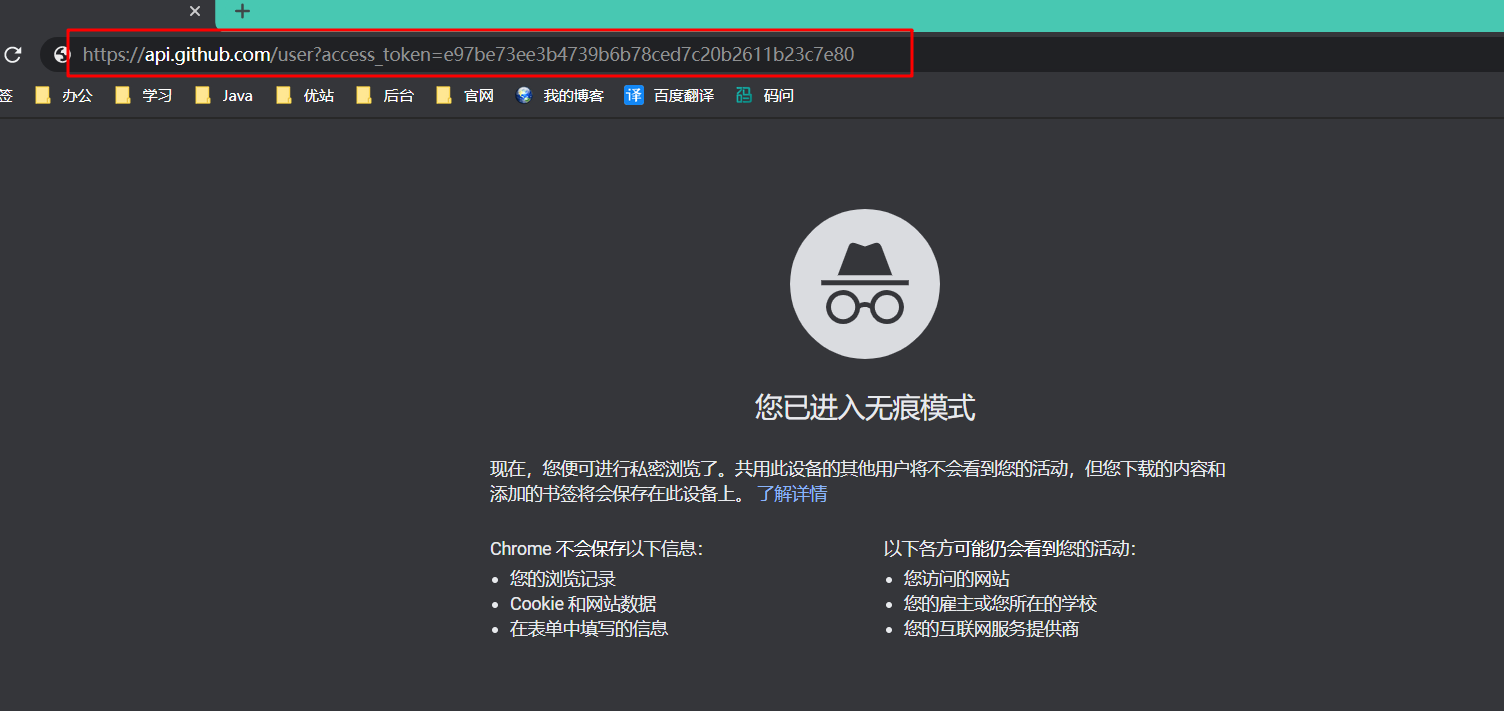 https://api.github.com/user?access_token=e97be73ee3b4739b6b78ced7c20b2611b23c7e80
签 办公 学习 Java 优站 后台 官网 我的博客 译 百度翻译 码 码问
您已进入无痕模式
现在，您便可进行私密浏览了。共用此设备的其他用户将不会看到您的活动，但您下载的内容和
添加的书签将会保存在此设备上。 了解详情
Chrome 不会保存以下信息：
您的浏览记录
Cookie 和网站数据
在表单中填写的信息
以下各方可能仍会看到您的活动：
您访问的网站
您的雇主或您所在的学校
您的互联网服务提供商